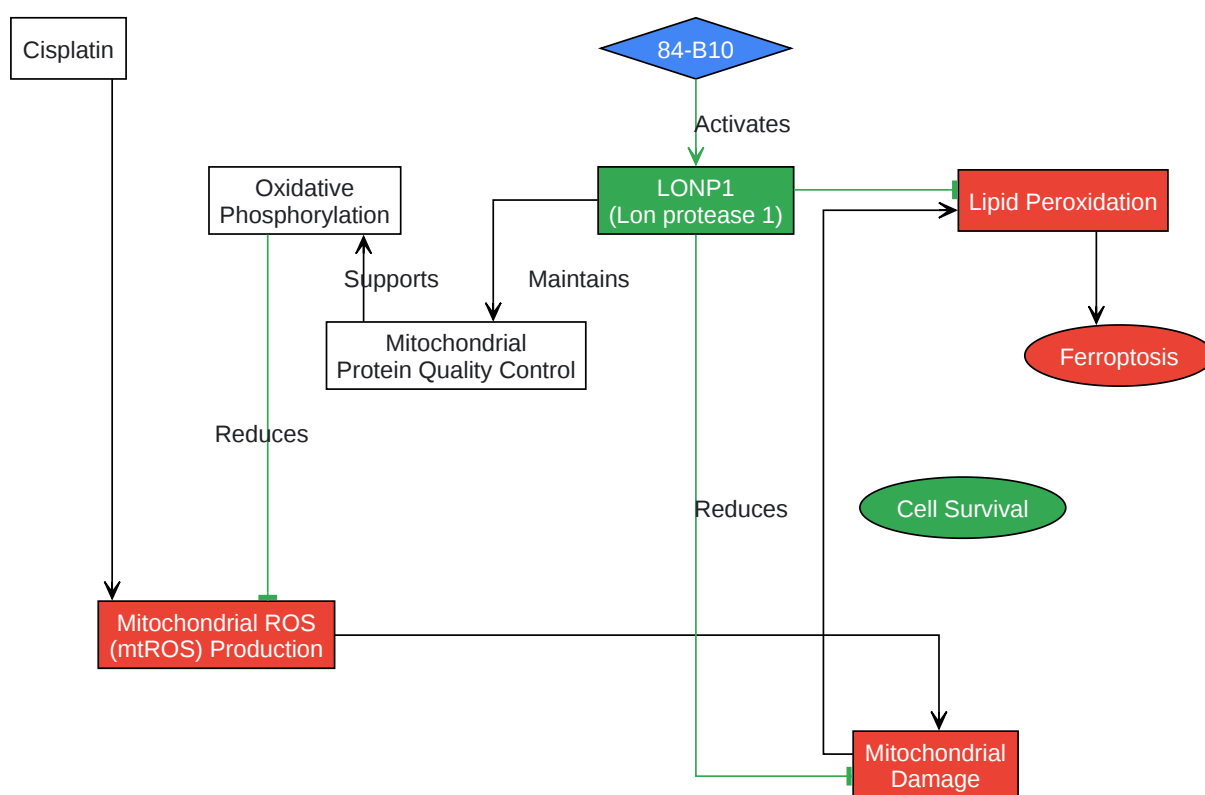 Cisplatin
84-B10
Activates
Oxidative
Phosphorylation
LONP1
(Lon protease 1)
Lipid Peroxidation
Supports
Maintains
Mitochondrial
Protein Quality Control
Ferroptosis
Reduces
Reduces
Cell Survival
Mitochondrial ROS
(mtROS) Production
Mitochondrial
Damage